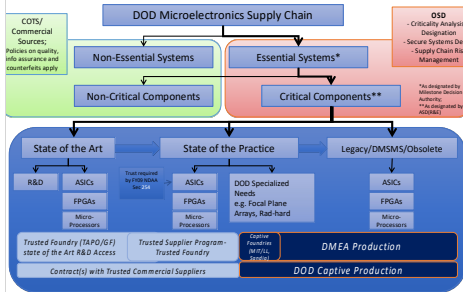 DOD Microelectronics Supply Chain
COTS/
Commercial
Sources;
Policies on quality,
info assurance and
counterfeits apply
OSD
- Criticality Analysis
Designation
- Secure Systems De
- Supply Chain Ris
Management
Non-Essential Systems
Essential Systems*
Non-Critical Components
Critical Components**
*As designated by
Milestone Decision
Authority;
**As designated by
ASD(R&E)
State of the Art
State of the Practice
Legacy/DMSMS/Obsolete
R&D
ASICs
FPGAs
Micro-
Processors
Trust required
by FY09 NDAA
Sec 254
ASICs
FPGAs
Micro-
Processors
DOD Specialized
Needs
e.g. Focal Plane
Arrays, Rad-hard
ASICs
FPGAs
Micro-
Processors
Trusted Foundry (TAPO/GF)
state of the Art R&D Access
Trusted Supplier Program-
Trusted Foundry
Captive
Foundries
(MIT/LL,
Sandia)
DMEA Production
Contract(s) with Trusted Commercial Suppliers
DOD Captive Production